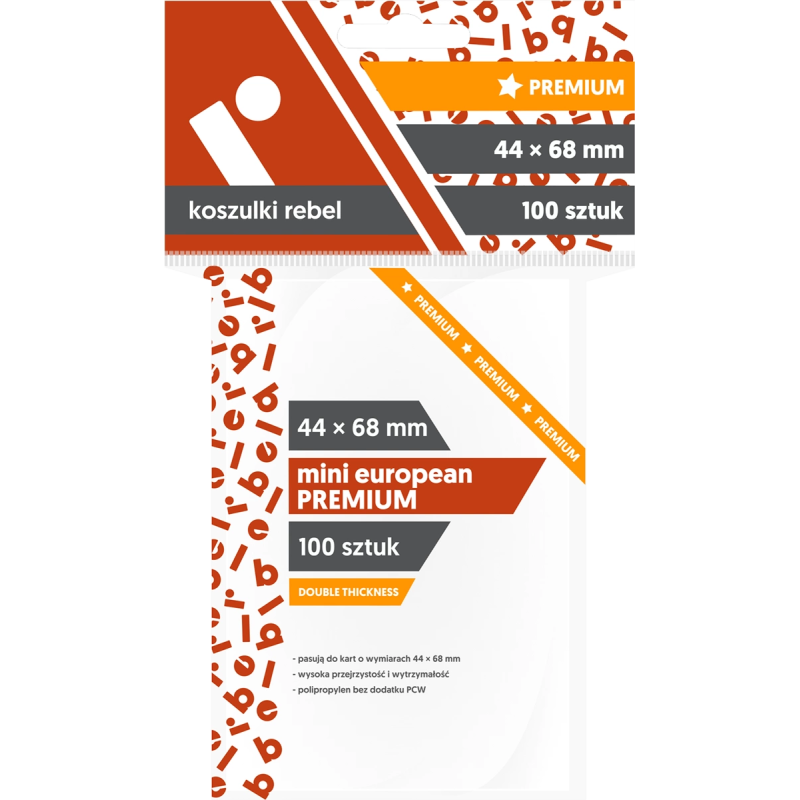 PREMIUM
44 × 68 mm
koszulki rebel
100 sztuk
PREMIUM PREMIUM PREMIUM
44 × 68 mm
mini european
PREMIUM
100 sztuk
DOUBLE THICKNESS
- pasują do kart o wymiarach 44 × 68 mm
- wysoka przejrzystość i wytrzymałość
- polipropylen bez dodatku PCW